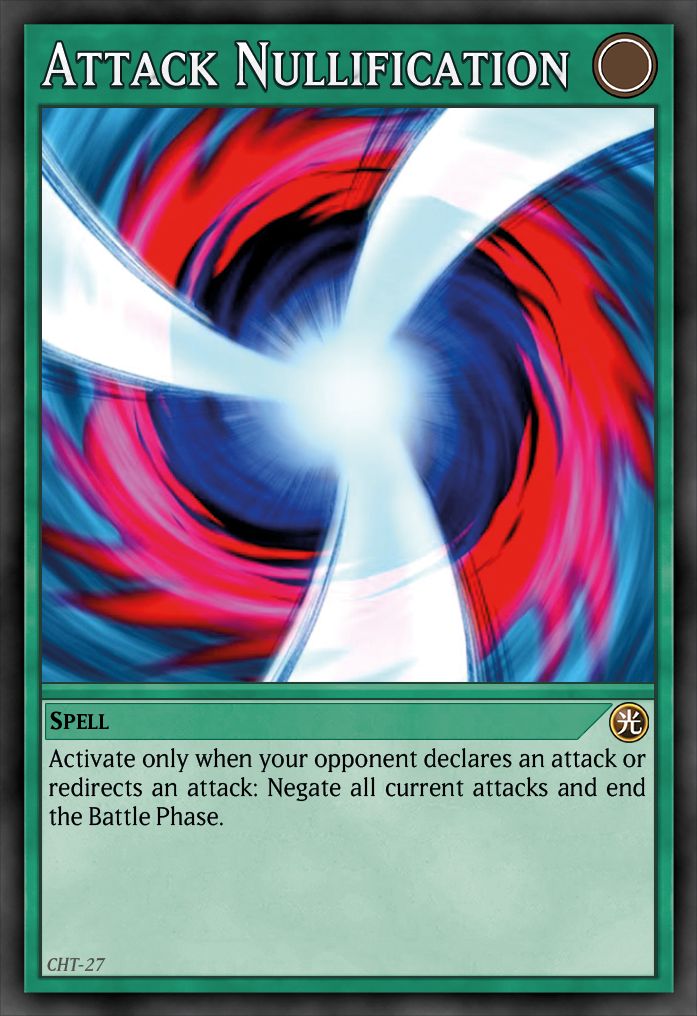 Attack Nullification
Spell
光
Activate only when your opponent declares an attack or
redirects an attack: Negate all current attacks and end
the Battle Phase.
CHT-27